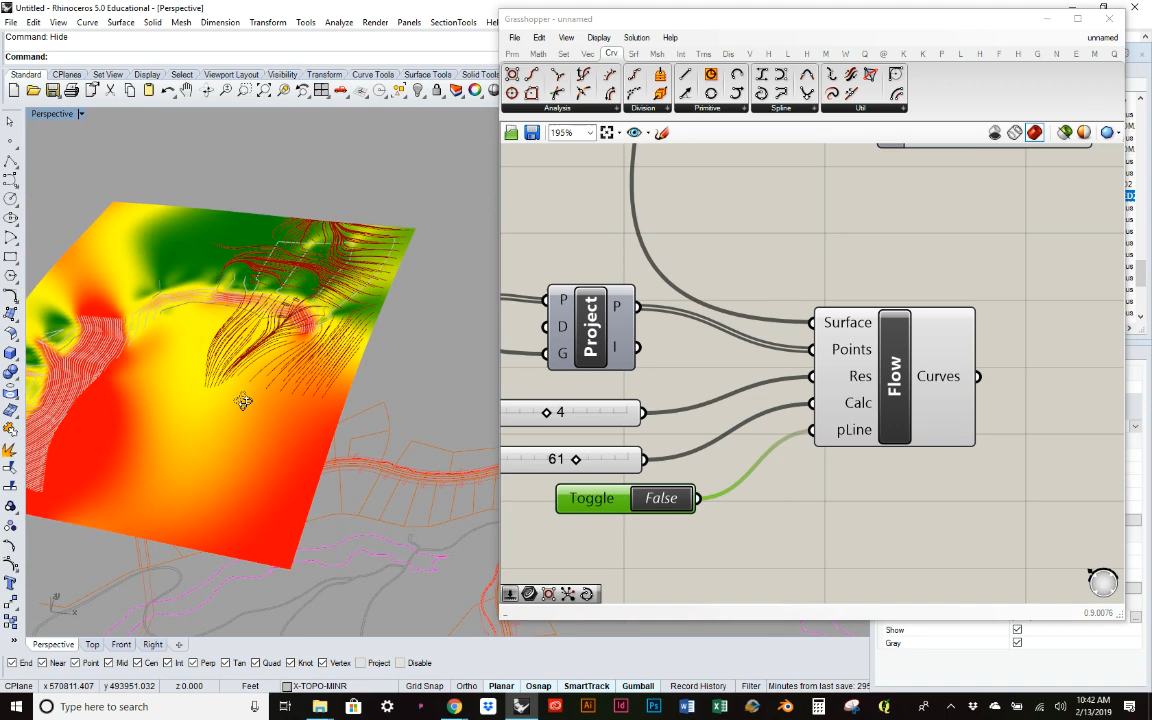 Untitled - Rhinoceros 5.0 Educational - [Perspective]
File Edit View Curve Surface Solid Mesh Dimension Transform Tools Analyze Render Panels SectionTools Help
Command: Hide
Command:
Standard CPlanes Set View Display Select Viewport Layout Visibility Transform Curve Tools Surface Tools Solid Tools
Perspective
Grasshopper - unnamed
File Edit View Display Solution Help unnamed
Prm Math Set Vec Crv Srf Msh Int Trns Dis V H L H M W Q @ K K X L P L H G N E M Q
Analysis Division Primitive Spline Util
195%
P
D
G
Project
P
I
4
61
Toggle False
Surface
Points
Res
Calc
pLine
Flow
Curves
0.9.0076
Show
Gray
Perspective Top Front Right
End Near Point Mid Cen Int Perp Tan Quad Knot Vertex Project Disable
CPlane x 570811.407 y 493951.032 z 0.000 Feet X-TOPO-MINR Grid Snap Ortho Planar Osnap SmartTrack Gumball Record History Filter Minutes from last save: 295
Type here to search
10:42 AM
2/13/2019